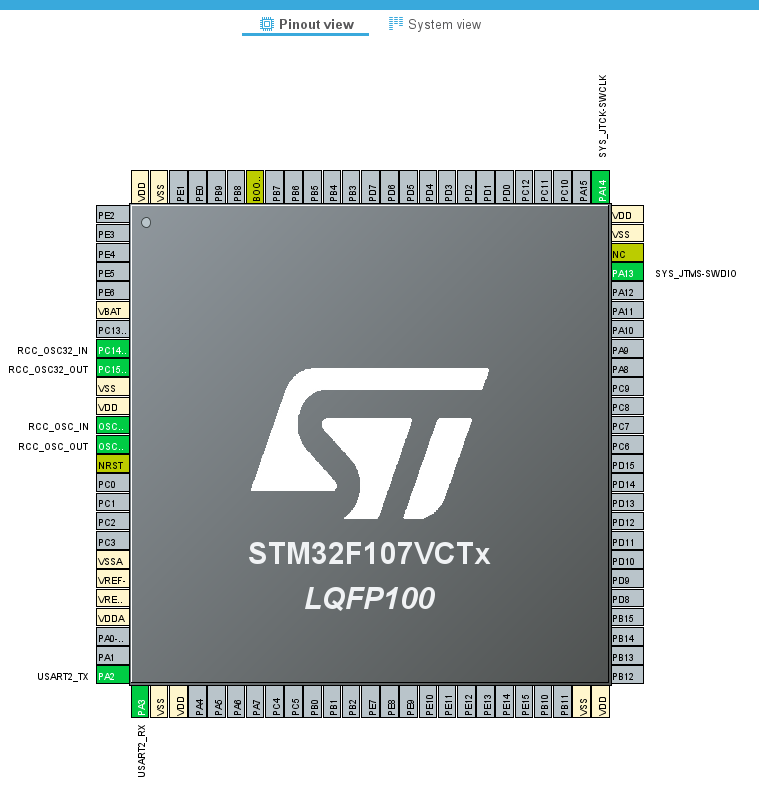 Pinout view
System view
SYS_JTCK-SWCLK
VDD
VSS
PE1
PE0
PB9
PB8
BOO..
PB7
PB6
PB5
PB4
PB3
PD7
PD6
PD5
PD4
PD3
PD2
PD1
PD0
PC12
PC11
PC10
PA15
PA14
PE2
PE3
PE4
PE5
PE6
VBAT
PC13..
RCC_OSC32_IN PC14..
RCC_OSC32_OUT PC15..
VSS
VDD
RCC_OSC_IN OSC..
RCC_OSC_OUT OSC..
NRST
PC0
PC1
PC2
PC3
VSSA
VREF-
VRE..
VDDA
PA0-..
PA1
USART2_TX PA2
ST
STM32F107VCTx
LQFP100
VDD
VSS
NC
PA13 SYS_JTMS-SWDIO
PA12
PA11
PA10
PA9
PA8
PC9
PC8
PC7
PC6
PD15
PD14
PD13
PD12
PD11
PD10
PD9
PD8
PB15
PB14
PB13
PB12
PA3
VSS
VDD
PA4
PA5
PA6
PA7
PC4
PC5
PB0
PB1
PB2
PE7
PE8
PE9
PE10
PE11
PE12
PE13
PE14
PE15
PB10
PB11
VSS
VDD
USART2_RX